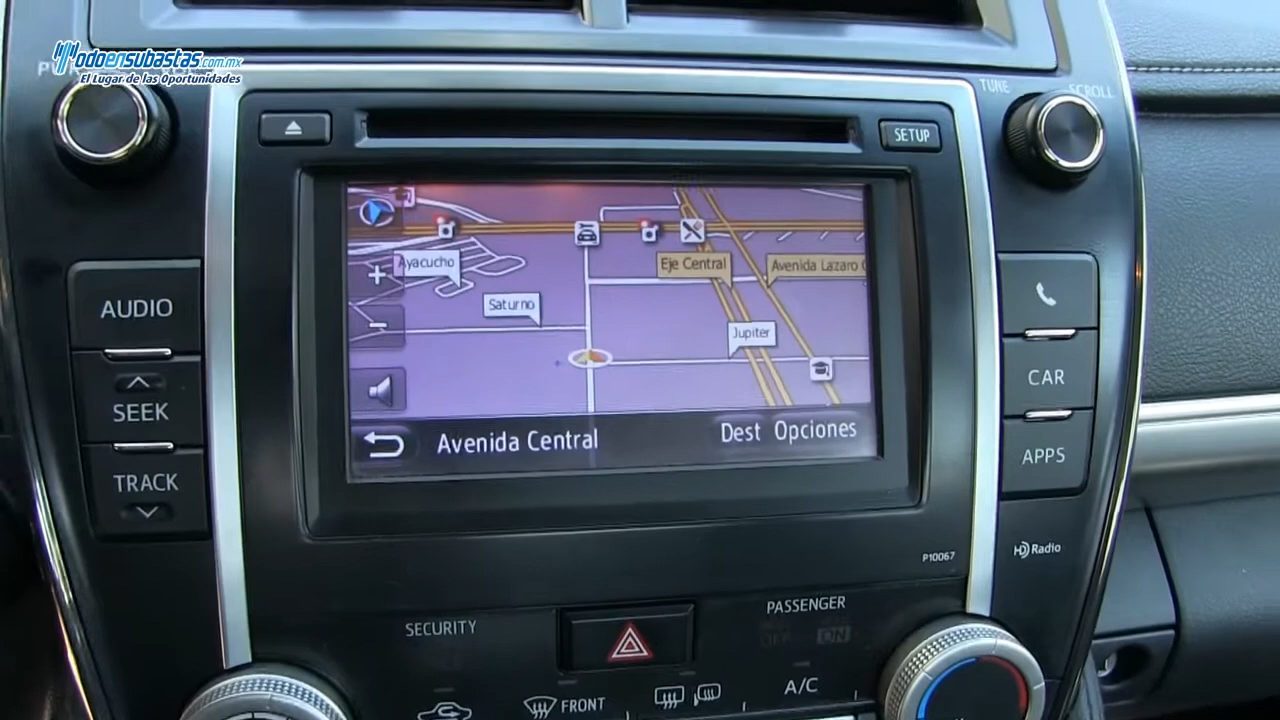 odoensubastas.com.mx
El Lugar de las Oportunidades
TUNE
SCROLL
SETUP
AUDIO
SEEK
TRACK
Ayacucho
Saturno
Eje Central
Avenida Lazaro C
Jupiter
Avenida Central
Dest
Opciones
CAR
APPS
HD Radio
P10067
SECURITY
PASSENGER
OFF
ON
FRONT
A/C